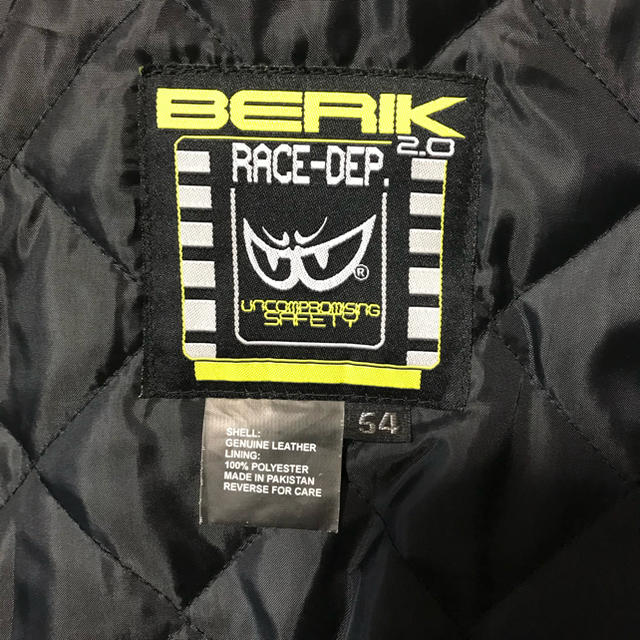 BERIK
2.0
RACE-DEP.
®
UNCOMPROMISING
SAFETY
54
SHELL:
GENUINE LEATHER
LINING:
100% POLYESTER
MADE IN PAKISTAN
REVERSE FOR CARE